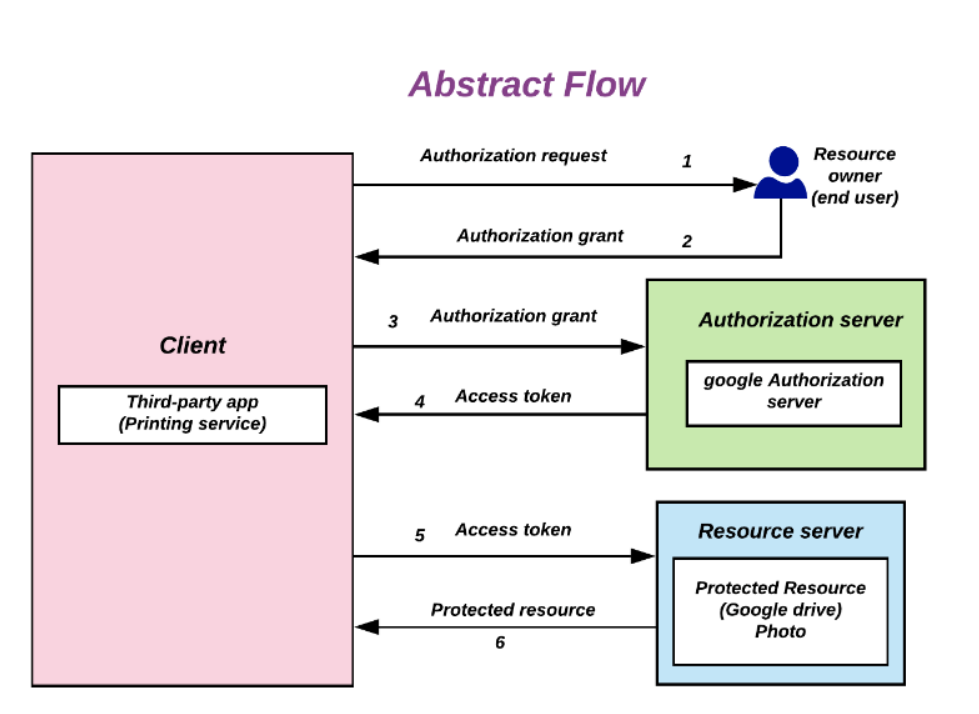 Abstract Flow
Authorization request
1
Resource
owner
(end user)
Authorization grant
2
3
Authorization grant
Authorization server
Client
google Authorization
server
Third-party app
(Printing service)
4
Access token
5
Access token
Resource server
Protected Resource
(Google drive)
Photo
Protected resource
6